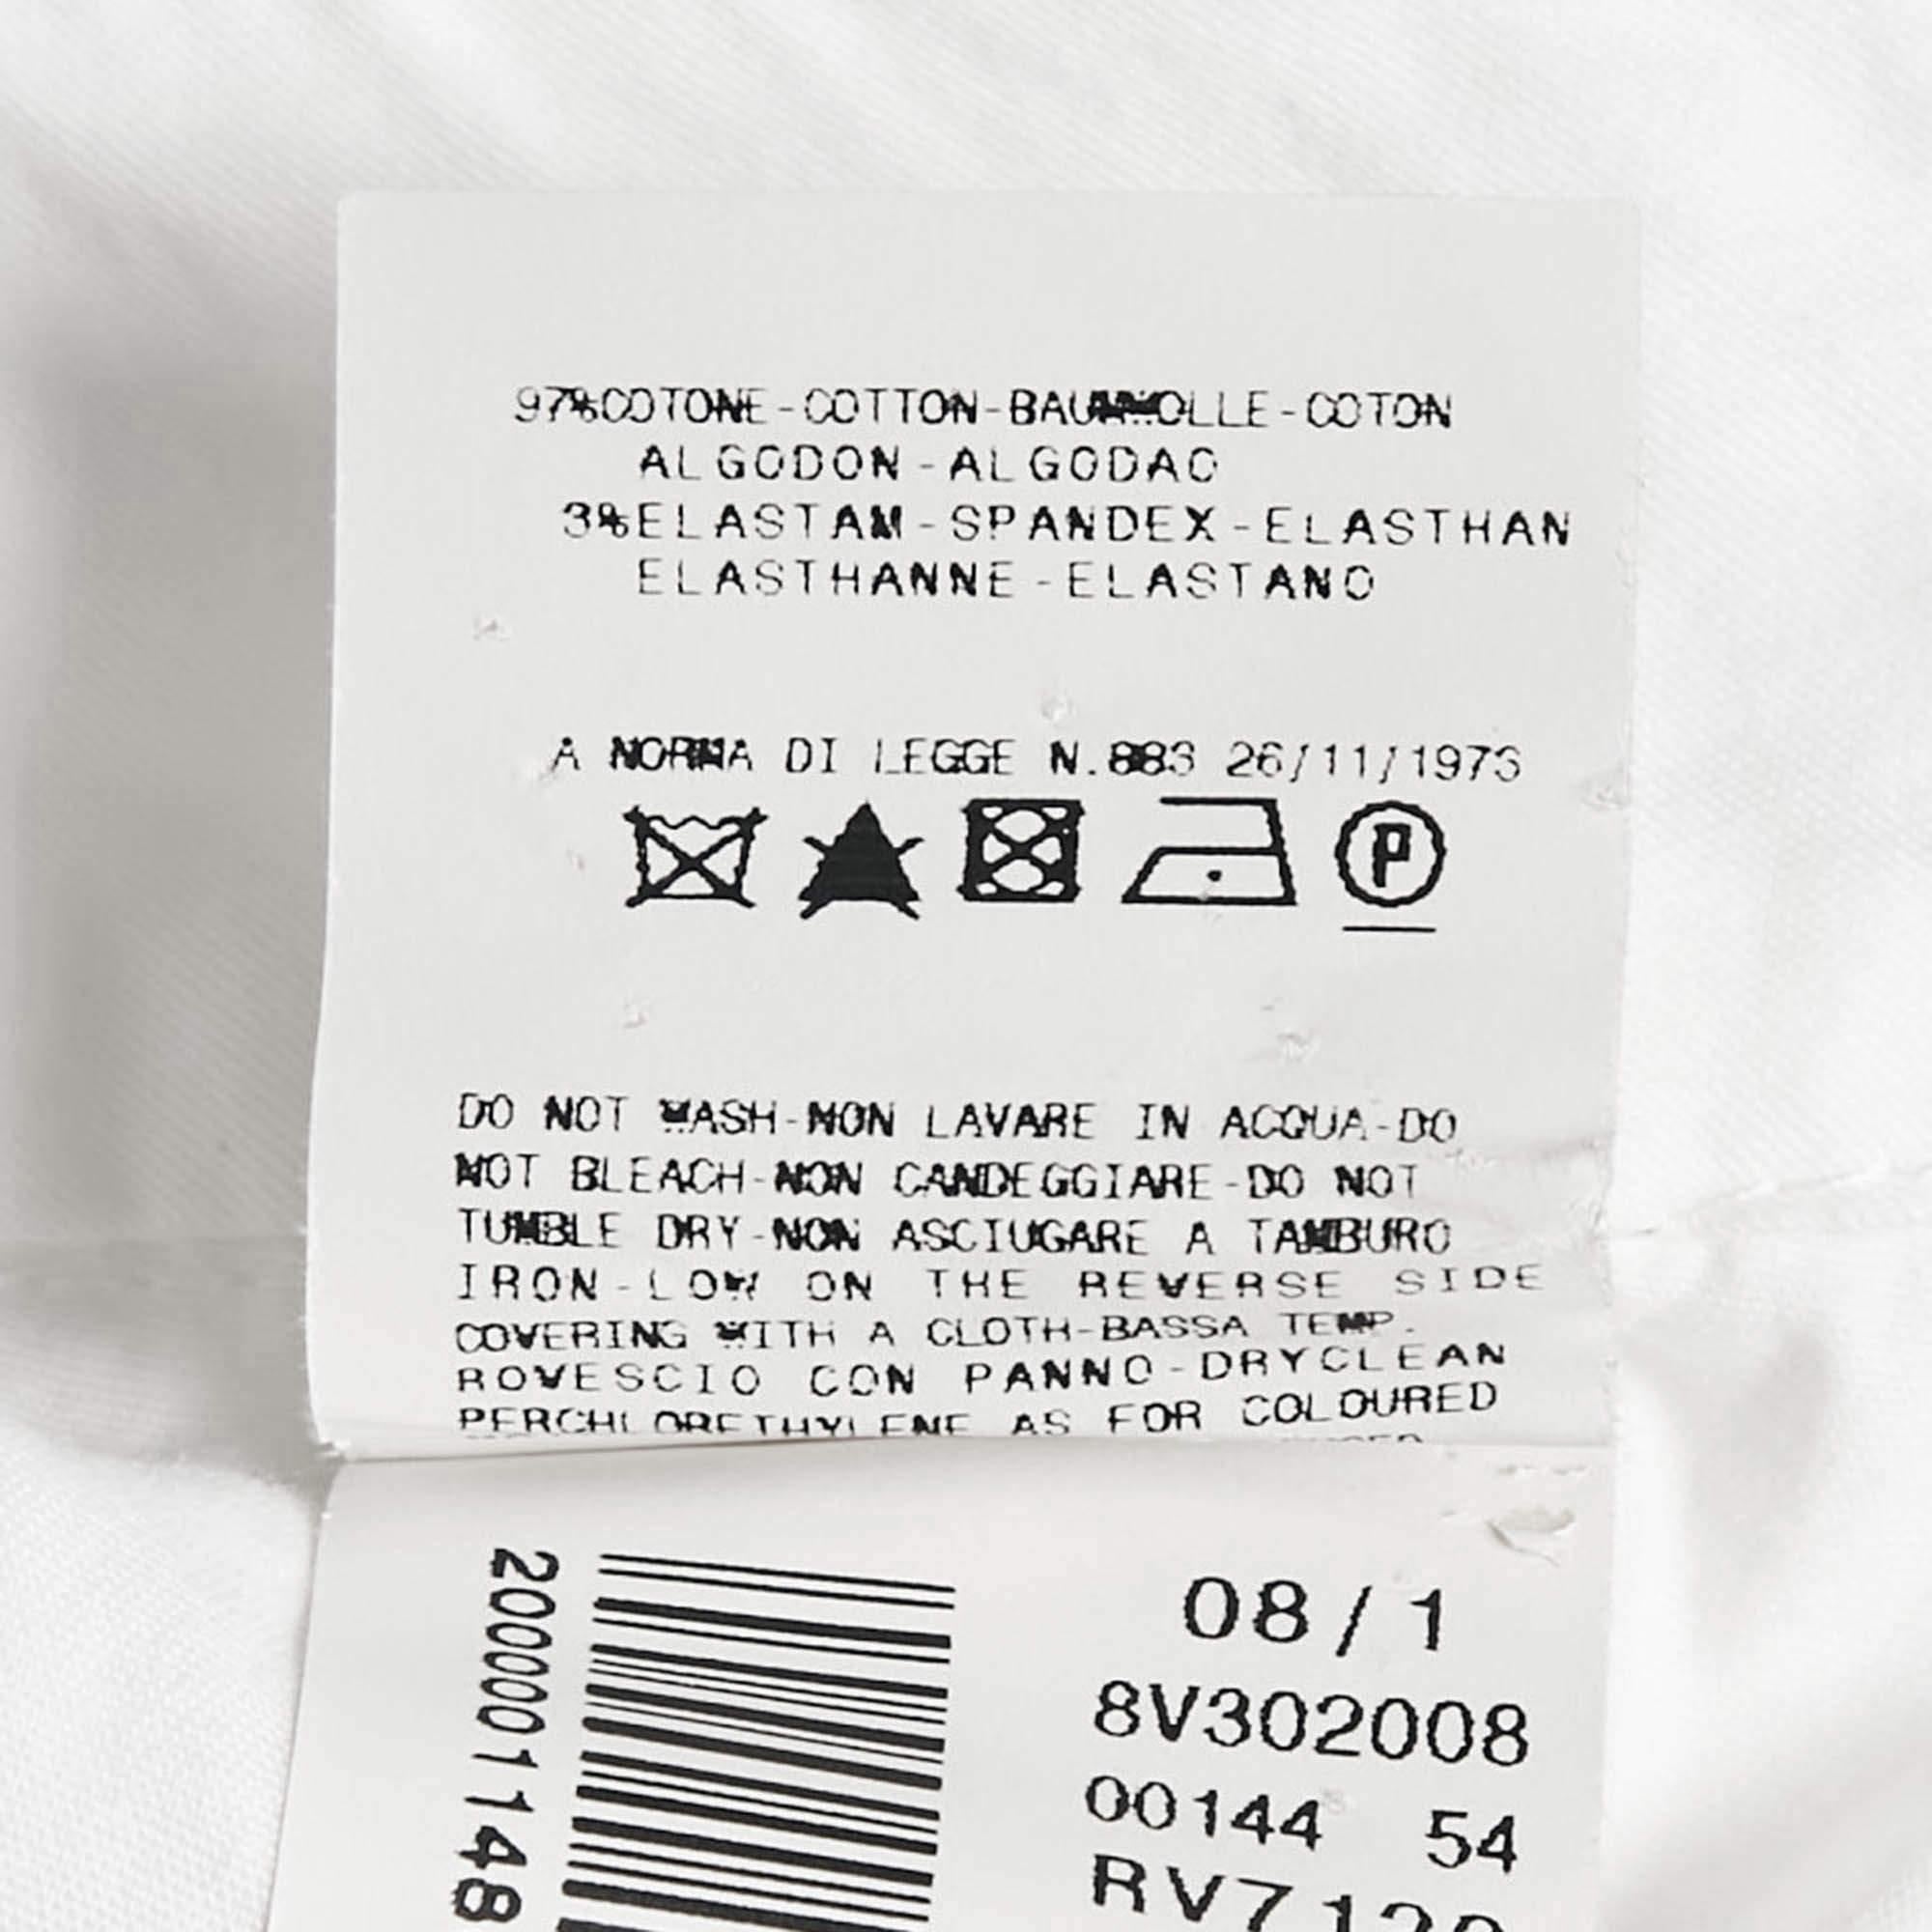 97%COTONE-COTTON-BAUMWOLLE-COTON
ALGODON-ALGODAO
3%ELASTAM-SPANDEX-ELASTHAN
ELASTHANNE-ELASTANO
A NORMA DI LEGGE N.883 26/11/1973
P
DO NOT WASH-NON LAVARE IN ACQUA-DO
NOT BLEACH-NON CANDEGGIARE-DO NOT
TUMBLE DRY-NON ASCIUGARE A TAMBURO
IRON-LOW ON THE REVERSE SIDE
COVERING WITH A CLOTH-BASSA TEMP.
ROVESCIO CON PANNO-DRYCLEAN
PERCHLORETHYLENE AS FOR COLOURED
2000001148
08/1
8V302008
00144 54